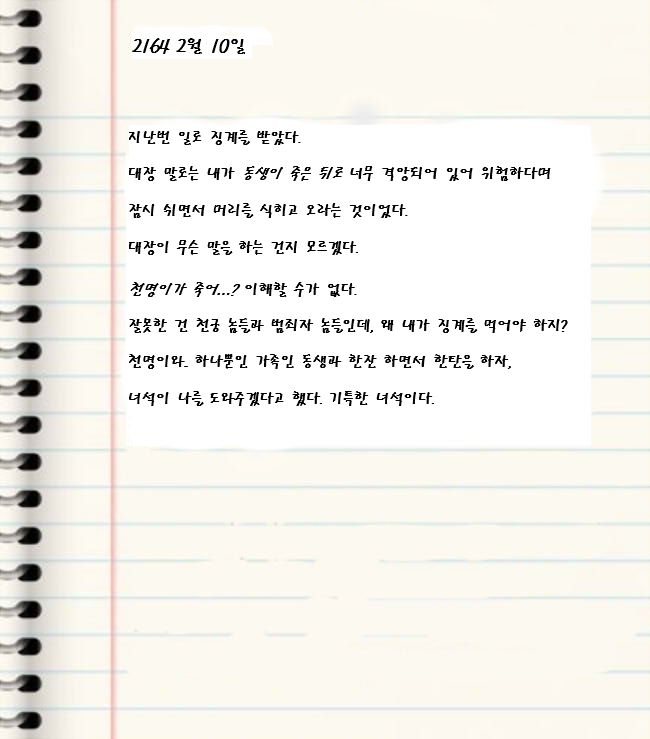 2164 2월 10일
지난번 일로 징계를 받았다.
대장 말로는 내가 동생이 죽은 뒤로 너무 격앙되어 있어 위험하다며
잠시 쉬면서 머리를 식히고 오라는 것이었다.
대장이 무슨 말을 하는 건지 모르겠다.
천명이가 죽어...? 이해할 수가 없다.
잘못한 건 천궁 놈들과 범죄자 놈들인데, 왜 내가 징계를 먹어야 하지?
천명이와.. 하나뿐인 가족인 동생과 한잔 하면서 한탄을 하자,
녀석이 나를 도와주겠다고 했다. 기특한 녀석이다.